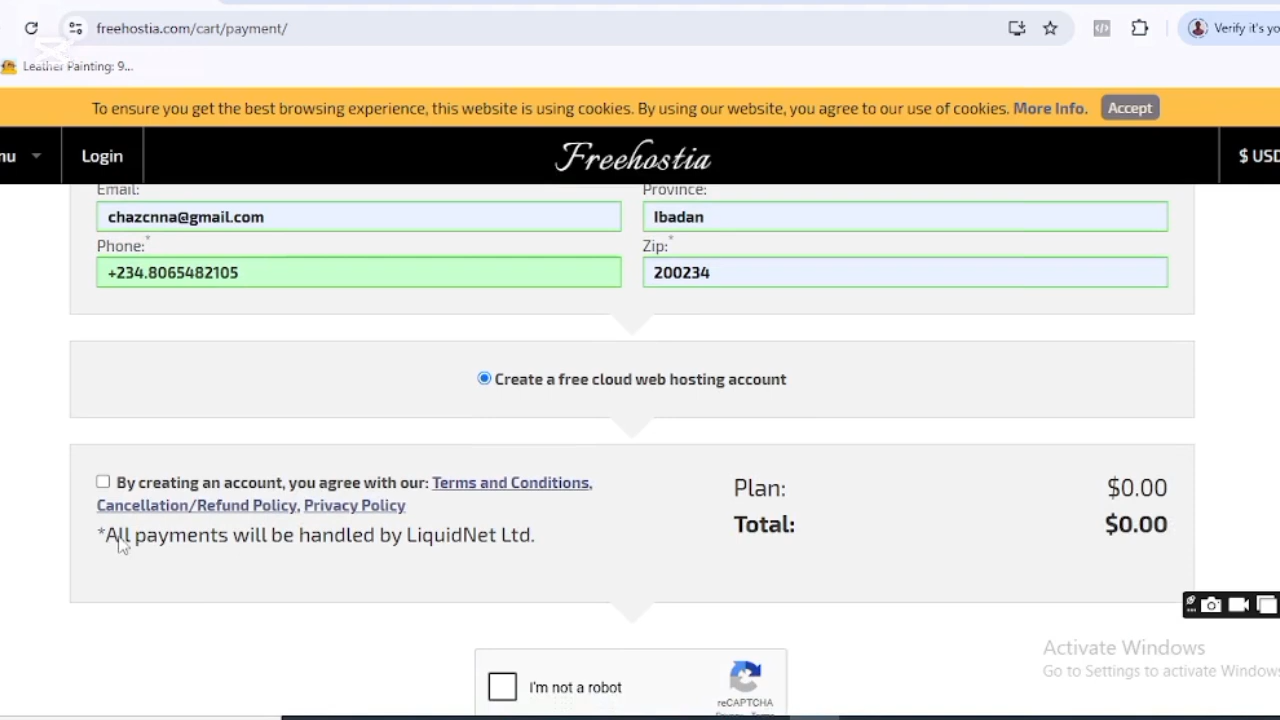 freehostia.com/cart/payment/
Verify it's yo
Leather Painting: 9...
To ensure you get the best browsing experience, this website is using cookies. By using our website, you agree to our use of cookies. More Info. Accept
nu Login Freehostia $ USD
Email: Province:
chazcnna@gmail.com Ibadan
Phone:* Zip:*
+234.8065482105 200234
Create a free cloud web hosting account
By creating an account, you agree with our: Terms and Conditions,
Cancellation/Refund Policy, Privacy Policy
*All payments will be handled by LiquidNet Ltd.
Plan: $0.00
Total: $0.00
Activate Windows
Go to Settings to activate Windows
I'm not a robot
reCAPTCHA
Privacy - Terms